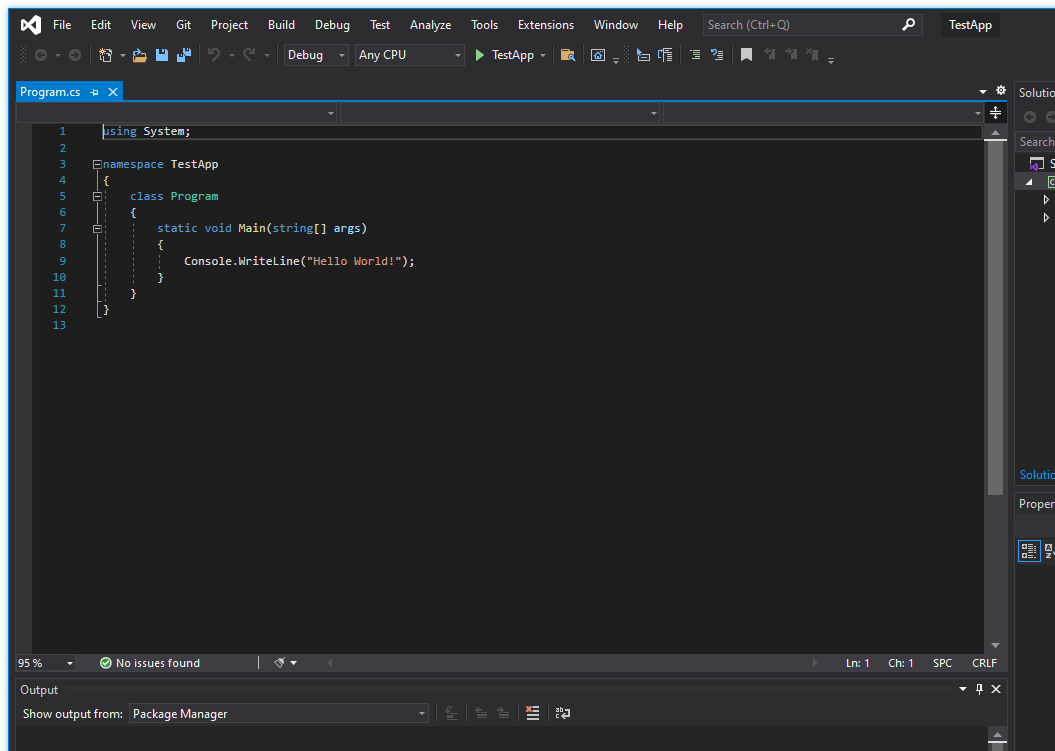 File Edit View Git Project Build Debug Test Analyze Tools Extensions Window Help Search (Ctrl+Q) TestApp
Debug Any CPU TestApp
Program.cs
Solutio
Search
1 using System;
2
3 namespace TestApp
4 {
5 class Program
6 {
7 static void Main(string[] args)
8 {
9 Console.WriteLine("Hello World!");
10 }
11 }
12 }
13
Solutio
Proper
95 % No issues found Ln: 1 Ch: 1 SPC CRLF
Output
Show output from: Package Manager